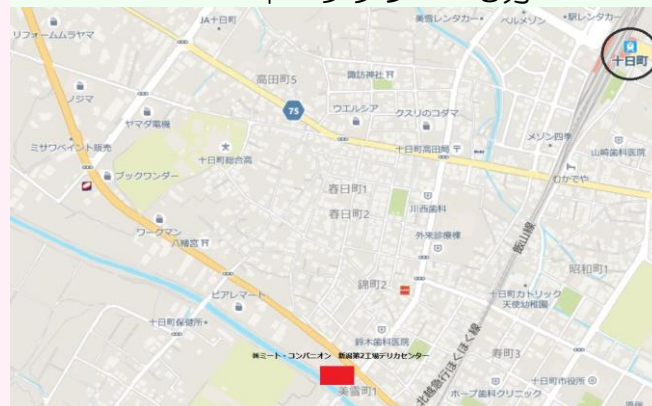 JA十日町
美雪レンタカー
ベルメゾン
駅レンタカー
リフォームムラヤマ
十日町
高田町5
諏訪神社
ノジマ
75
ウエルシア
クスリのコダマ
ヤマダ電機
ミサワペイント販売
十日町総合高
十日町高田局
メゾン四季
山崎歯科医院
ブックワンダー
むかでや
春日町1
春日町2
川西歯科
ワークマン
八幡宮
外来診療棟
飯山線
昭和町1
錦町2
ピアレマート
十日町カトリック
天使幼稚園
十日町保健所
鈴木歯科医院
北越急行ほくほく線
寿町3
㈱ミート・コンパニオン 新潟第2工場デリカセンター
美雪町1
十日町市役所
ホープ歯科クリニック